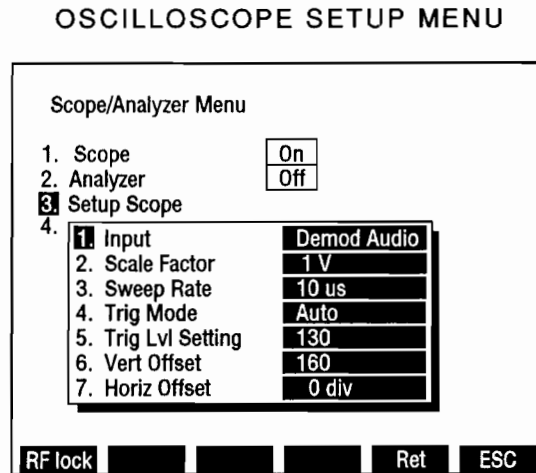 OSCILLOSCOPE SETUP MENU
Scope/Analyzer Menu
1. Scope On
2. Analyzer Off
3. Setup Scope
4.
1. Input Demod Audio
2. Scale Factor 1 V
3. Sweep Rate 10 us
4. Trig Mode Auto
5. Trig Lvl Setting 130
6. Vert Offset 160
7. Horiz Offset 0 div
RF lock Ret ESC